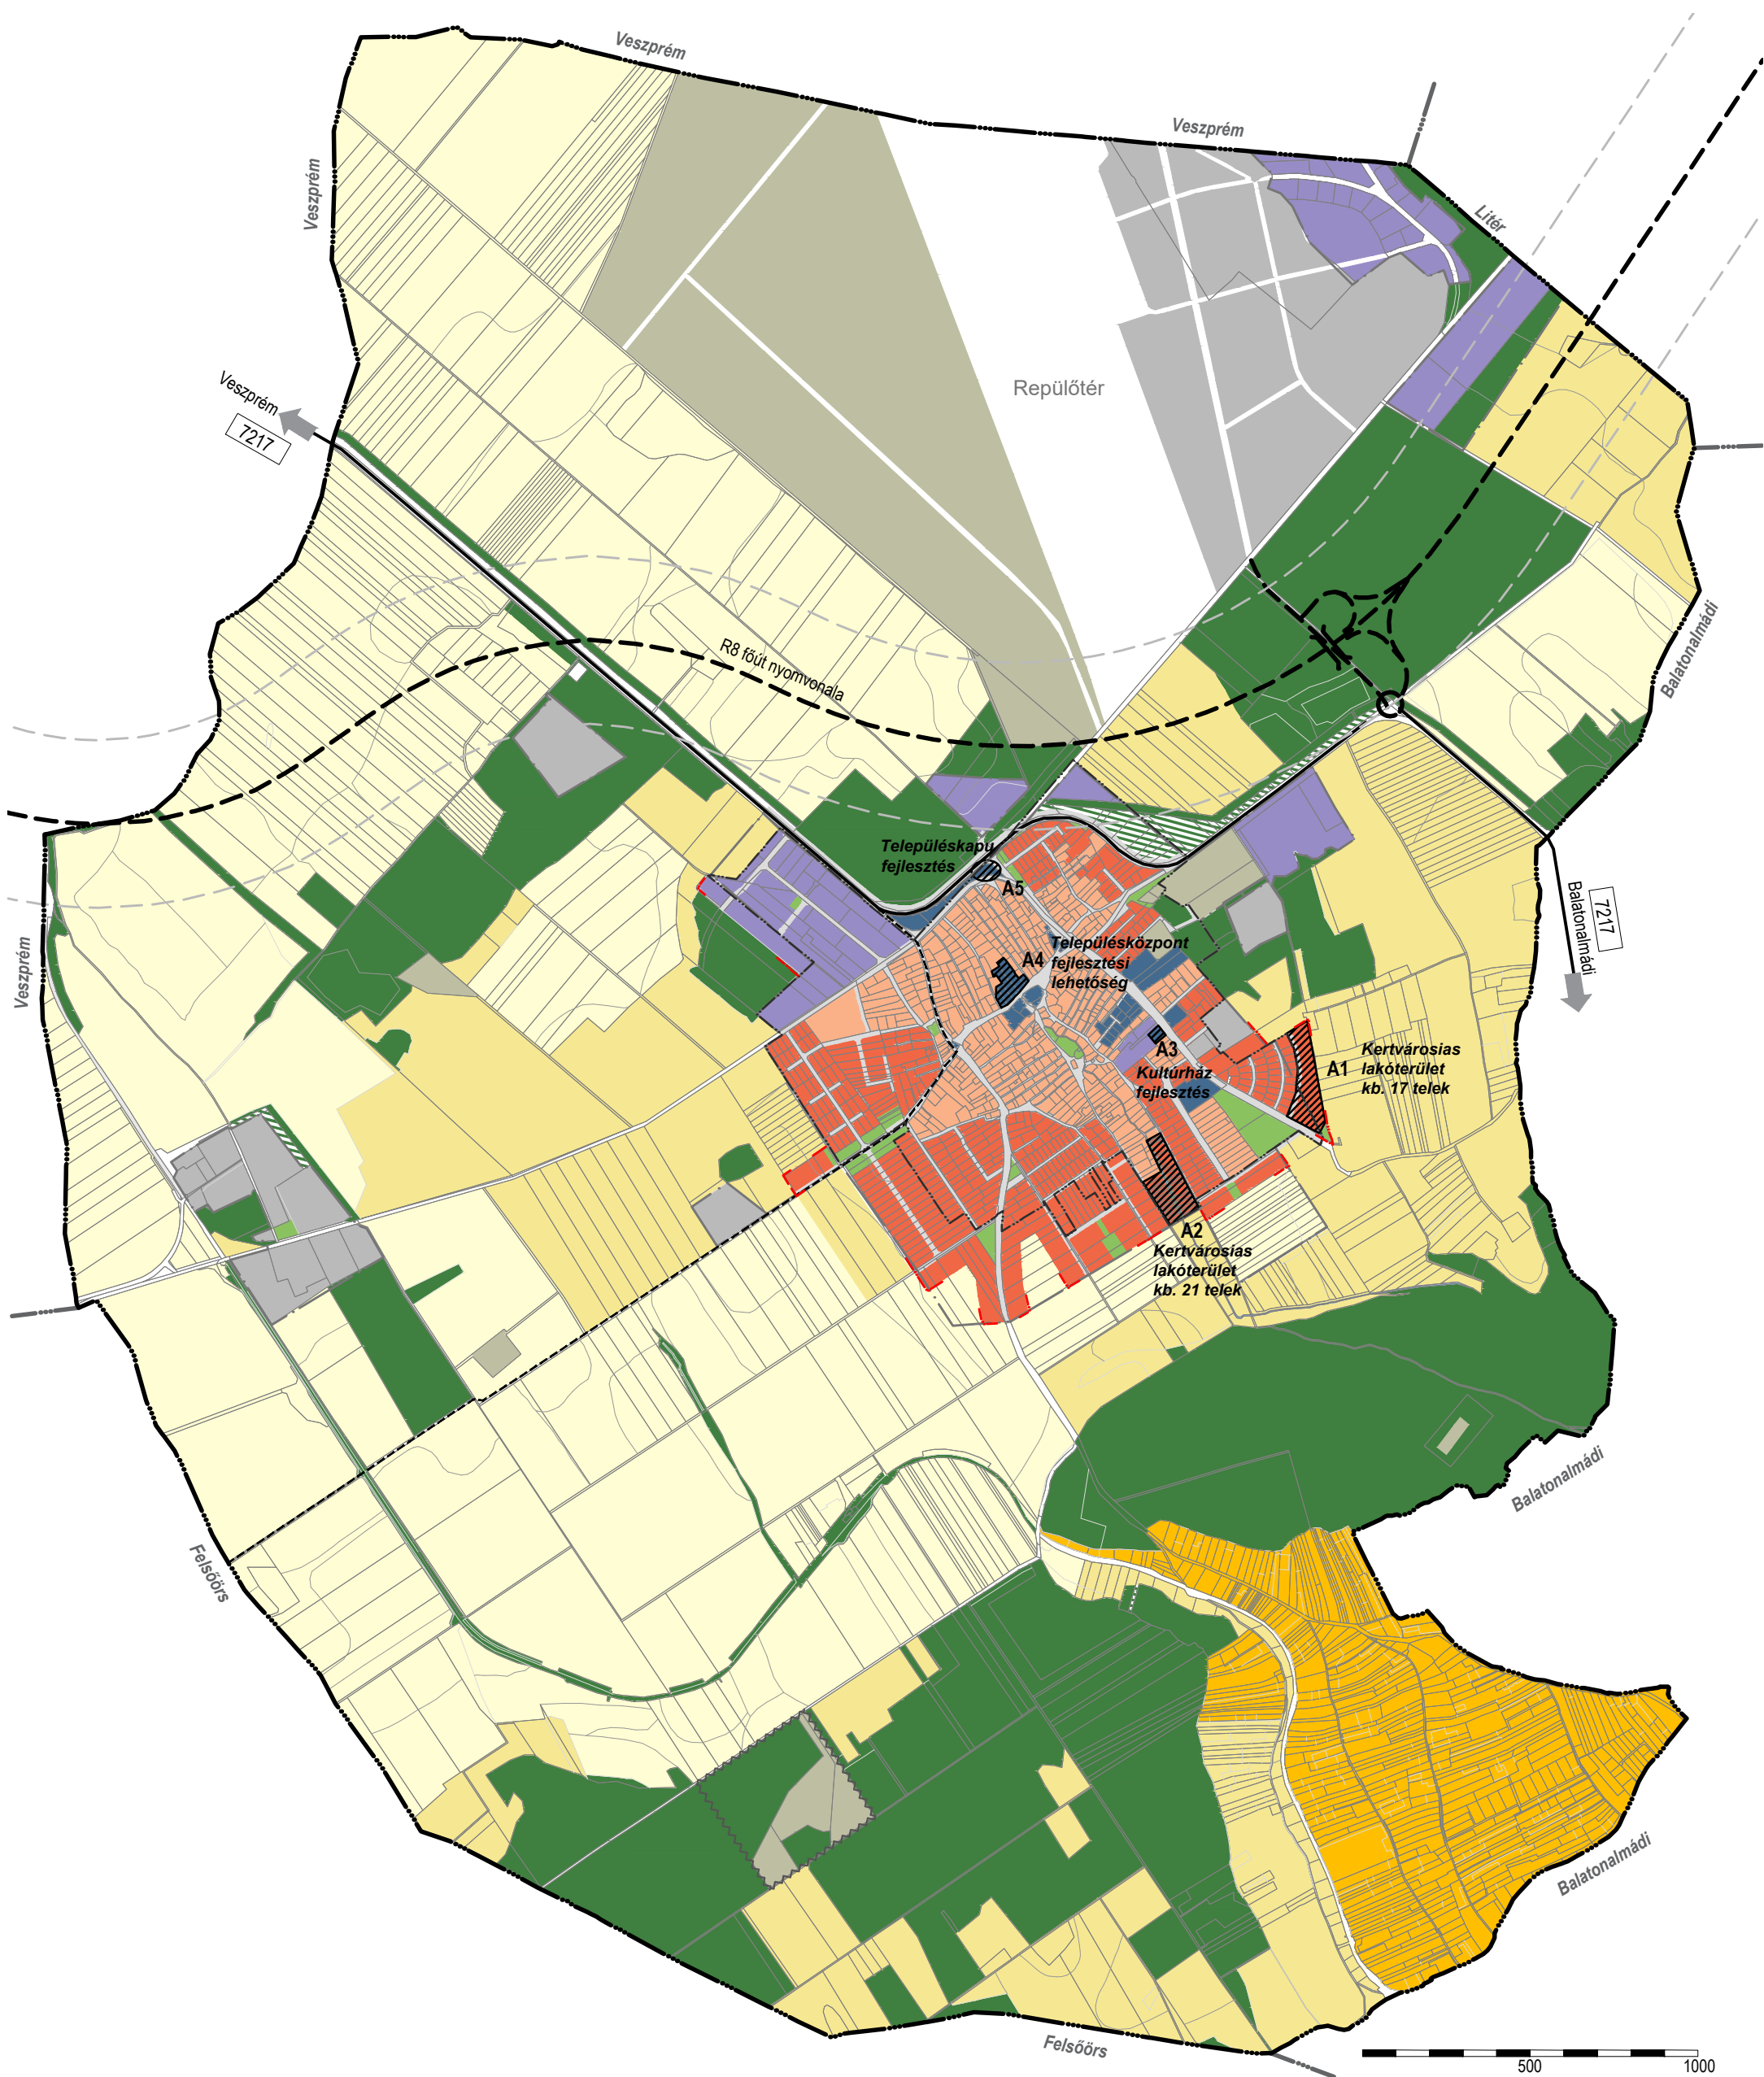 Veszprém
Veszprém
Veszprém
Litér
Repülőtér
Veszprém
7217
Balatonalmádi
R8 főút nyomvonala
Településkapu
fejlesztés
A5
7217
Balatonalmádi
Veszprém
A4
Településközpont
fejlesztési
lehetőség
A3
Kultúrház
fejlesztés
A1
Kertvárosias
lakóterület
kb. 17 telek
A2
Kertvárosias
lakóterület
kb. 21 telek
Balatonalmádi
Felsőörs
Balatonalmádi
Felsőörs
500
1000